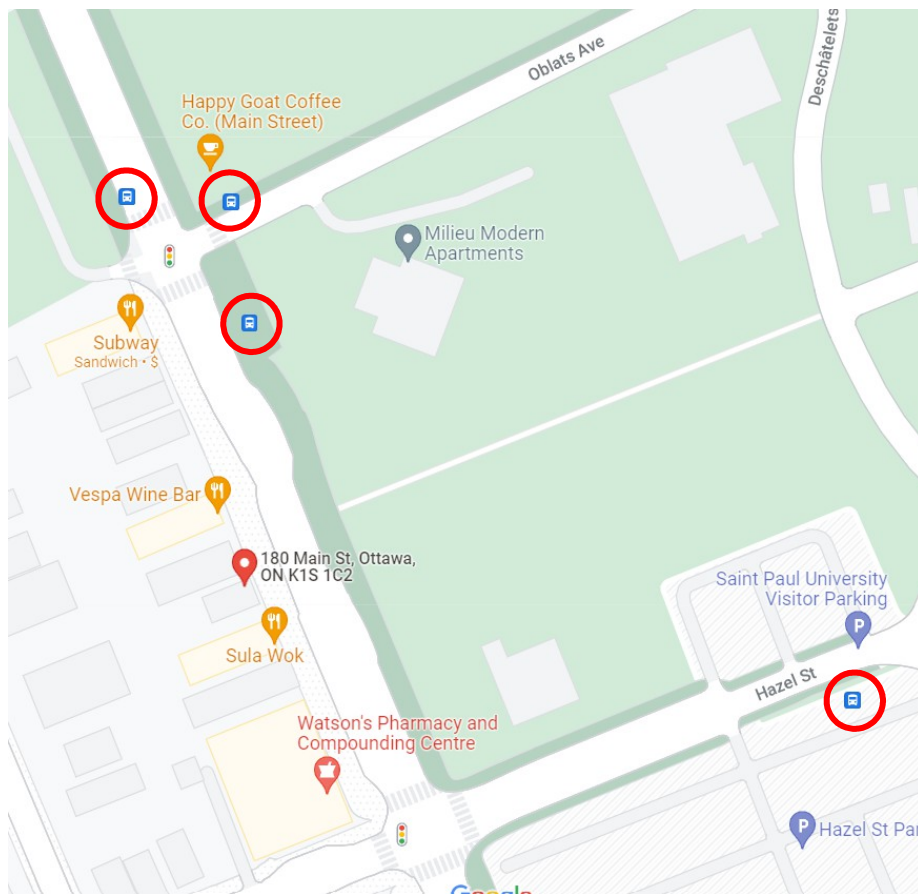 Oblats Ave
Deschâtelets
Happy Goat Coffee
Co. (Main Street)
Milieu Modern
Apartments
Subway
Sandwich • $
Vespa Wine Bar
180 Main St, Ottawa,
ON K1S 1C2
Saint Paul University
Visitor Parking
P
Sula Wok
Hazel St
Watson's Pharmacy and
Compounding Centre
P
Hazel St Par
Google